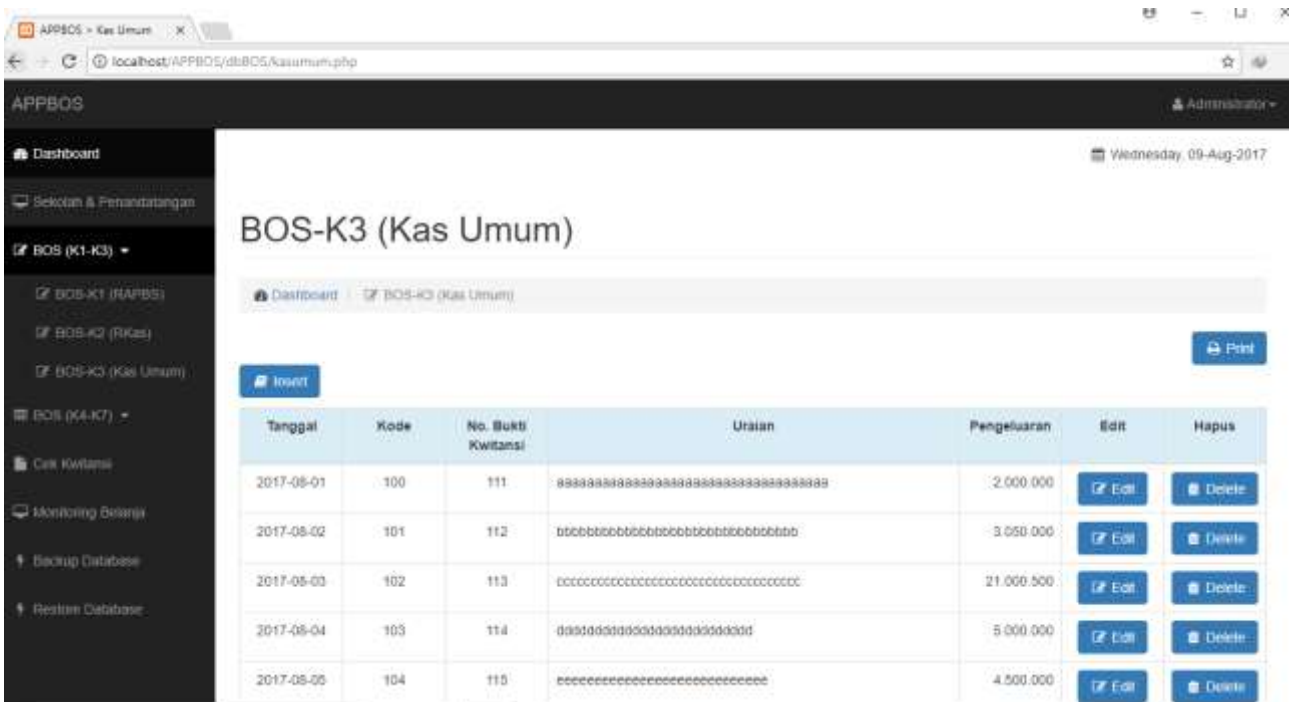 APPBOS > Kas Umum
localhost/APPBOS/dbBOS/kasumum.php
APPBOS
Administrator
Dashboard
Wednesday, 09-Aug-2017
Sekolah & Penandatangan
BOS-K3 (Kas Umum)
BOS (K1-K3)
BOS-K1 (RAPBS)
Dashboard BOS-K3 (Kas Umum)
BOS-K2 (RKas)
Print
BOS-K3 (Kas Umum)
Insert
BOS (K4-K7)
Tanggal Kode No. Bukti Kwitansi Uraian Pengeluaran Edit Hapus
Cek Kwitansi
2017-08-01 100 111 2.000.000 Edit Delete
Monitoring Belanja
2017-08-02 101 112 3.050.000 Edit Delete
Backup Database
2017-08-03 102 113 21.000.500 Edit Delete
Restore Database
2017-08-04 103 114 5.000.000 Edit Delete
2017-08-05 104 115 4.500.000 Edit Delete